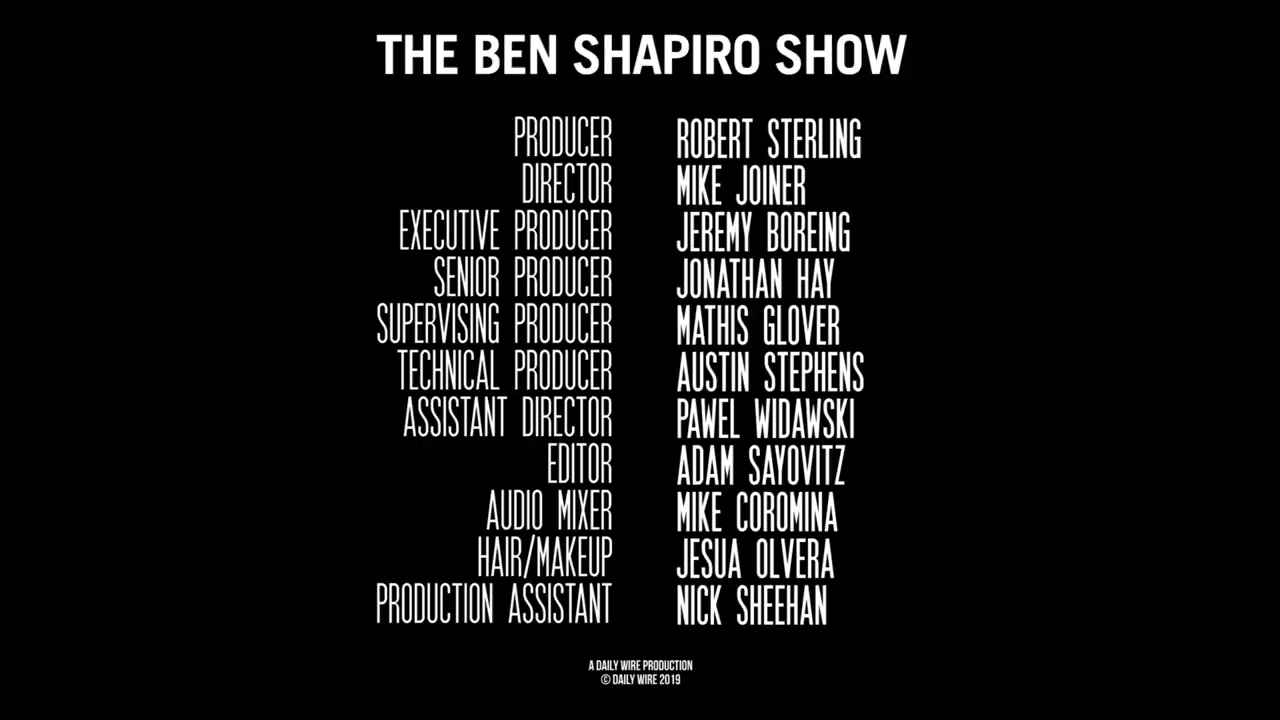 THE BEN SHAPIRO SHOW
PRODUCER ROBERT STERLING
DIRECTOR MIKE JOINER
EXECUTIVE PRODUCER JEREMY BOREING
SENIOR PRODUCER JONATHAN HAY
SUPERVISING PRODUCER MATHIS GLOVER
TECHNICAL PRODUCER AUSTIN STEPHENS
ASSISTANT DIRECTOR PAWEL WIDAWSKI
EDITOR ADAM SAYOVITZ
AUDIO MIXER MIKE COROMINA
HAIR/MAKEUP JESUA OLVERA
PRODUCTION ASSISTANT NICK SHEEHAN
A DAILY WIRE PRODUCTION
© DAILY WIRE 2019